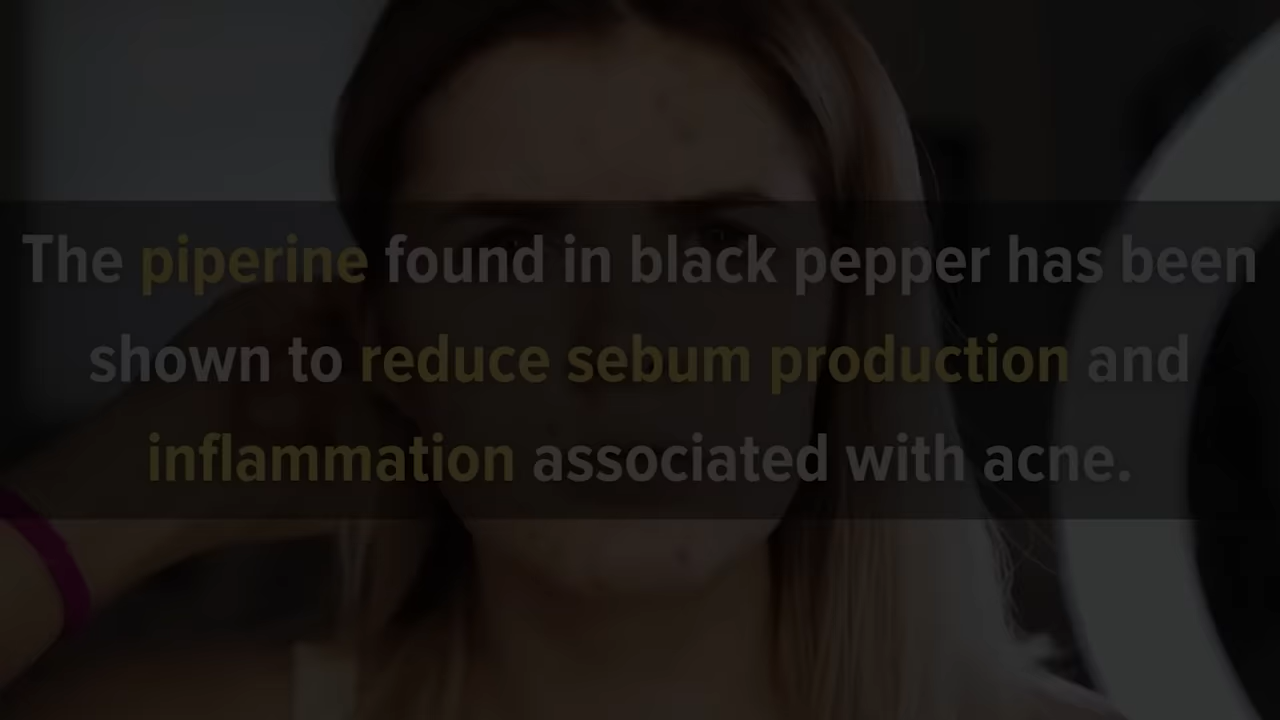 The piperine found in black pepper has been
shown to reduce sebum production and
inflammation associated with acne.